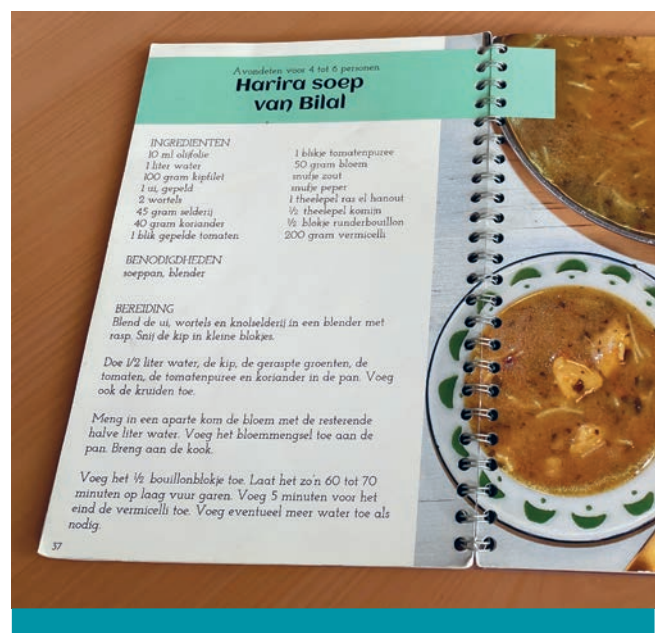 Avondeten voor 4 tot 6 personen
Harira soep
van Bilal
INGREDIENTEN
10 ml olijfolie
1 liter water
100 gram kipfilet
1 ui, gepeld
2 wortels
45 gram selderij
40 gram koriander
1 blik gepelde tomaten
1 blikje tomatenpuree
50 gram bloem
snufje zout
snufje peper
1 theelepel ras el hanout
½ theelepel komijn
½ blokje runderbouillon
200 gram vermicelli
BENODIGDHEDEN
soeppan, blender
BEREIDING
Blend de ui, wortels en knolselderij in een blender met
rasp. Snij de kip in kleine blokjes.
Doe 1/2 liter water, de kip, de geraspte groenten, de
tomaten, de tomatenpuree en koriander in de pan. Voeg
ook de kruiden toe.
Meng in een aparte kom de bloem met de resterende
halve liter water. Voeg het bloemmengsel toe aan de
pan. Breng aan de kook.
Voeg het ½ bouillonblokje toe. Laat het zo'n 60 tot 70
minuten op laag vuur garen. Voeg 5 minuten voor het
eind de vermicelli toe. Voeg eventueel meer water toe als
nodig.
37